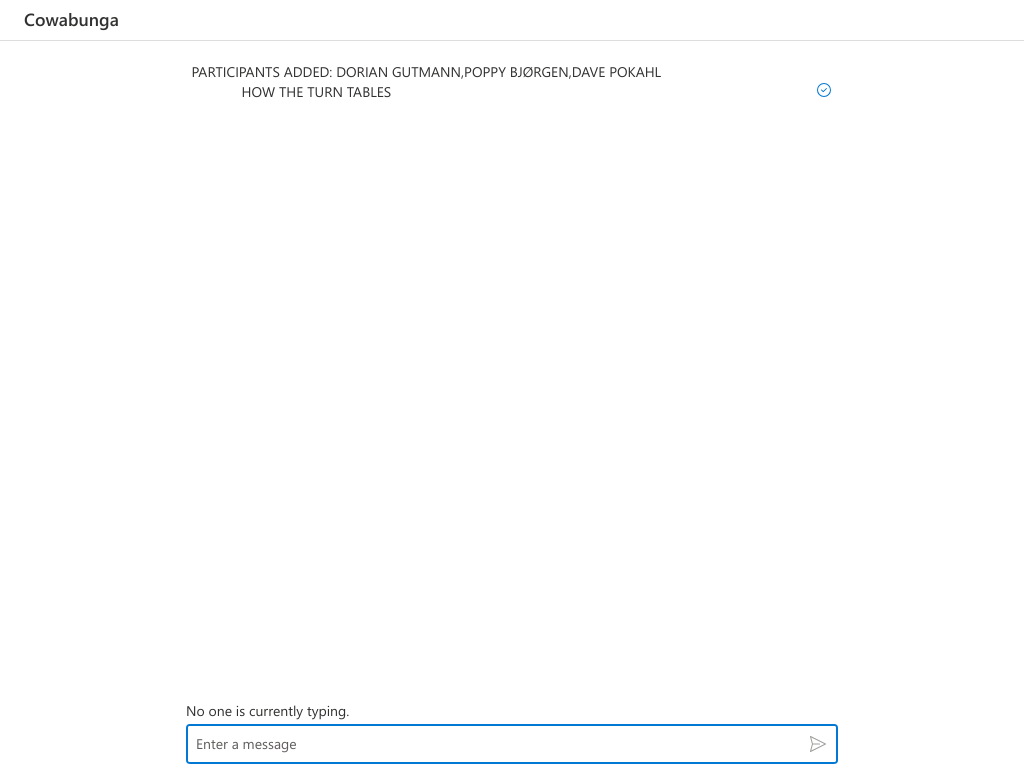 Cowabunga
PARTICIPANTS ADDED: DORIAN GUTMANN,POPPY BJØRGEN,DAVE POKAHL
HOW THE TURN TABLES
No one is currently typing.
Enter a message